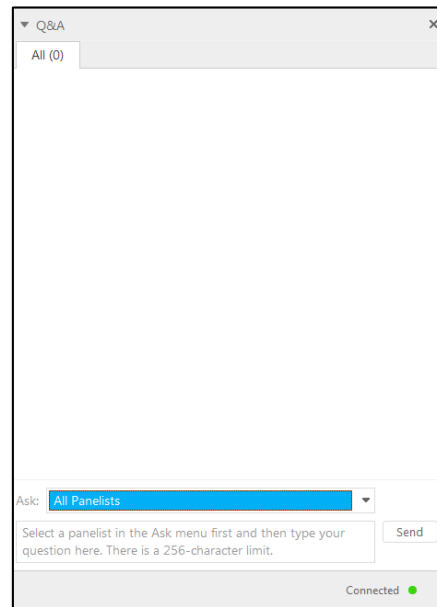 Q&A
All (0)
Ask: All Panelists
Select a panelist in the Ask menu first and then type your
question here. There is a 256-character limit.
Send
Connected